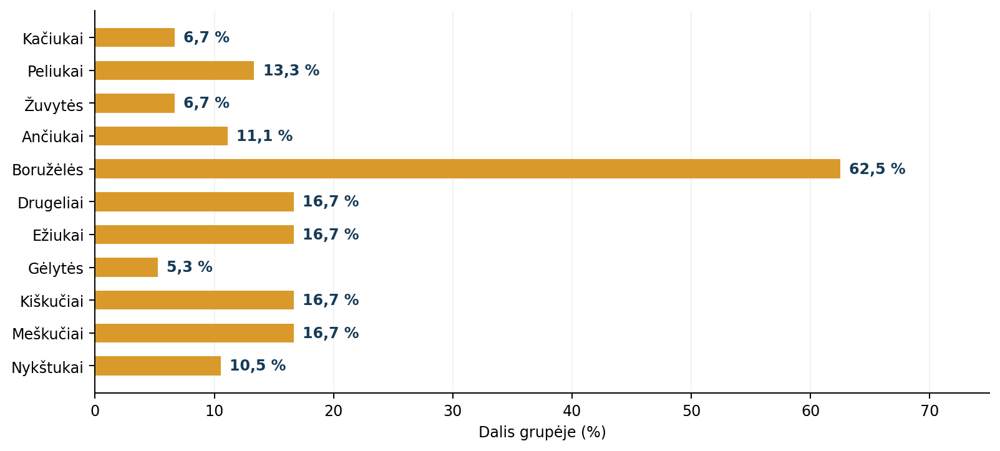 Kačiukai 6,7 %
Peliukai 13,3 %
Žuvytės 6,7 %
Ančiukai 11,1 %
Boružėlės 62,5 %
Drugeliai 16,7 %
Ežiukai 16,7 %
Gėlytės 5,3 %
Kiškučiai 16,7 %
Meškučiai 16,7 %
Nykštukai 10,5 %
0 10 20 30 40 50 60 70
Dalis grupėje (%)